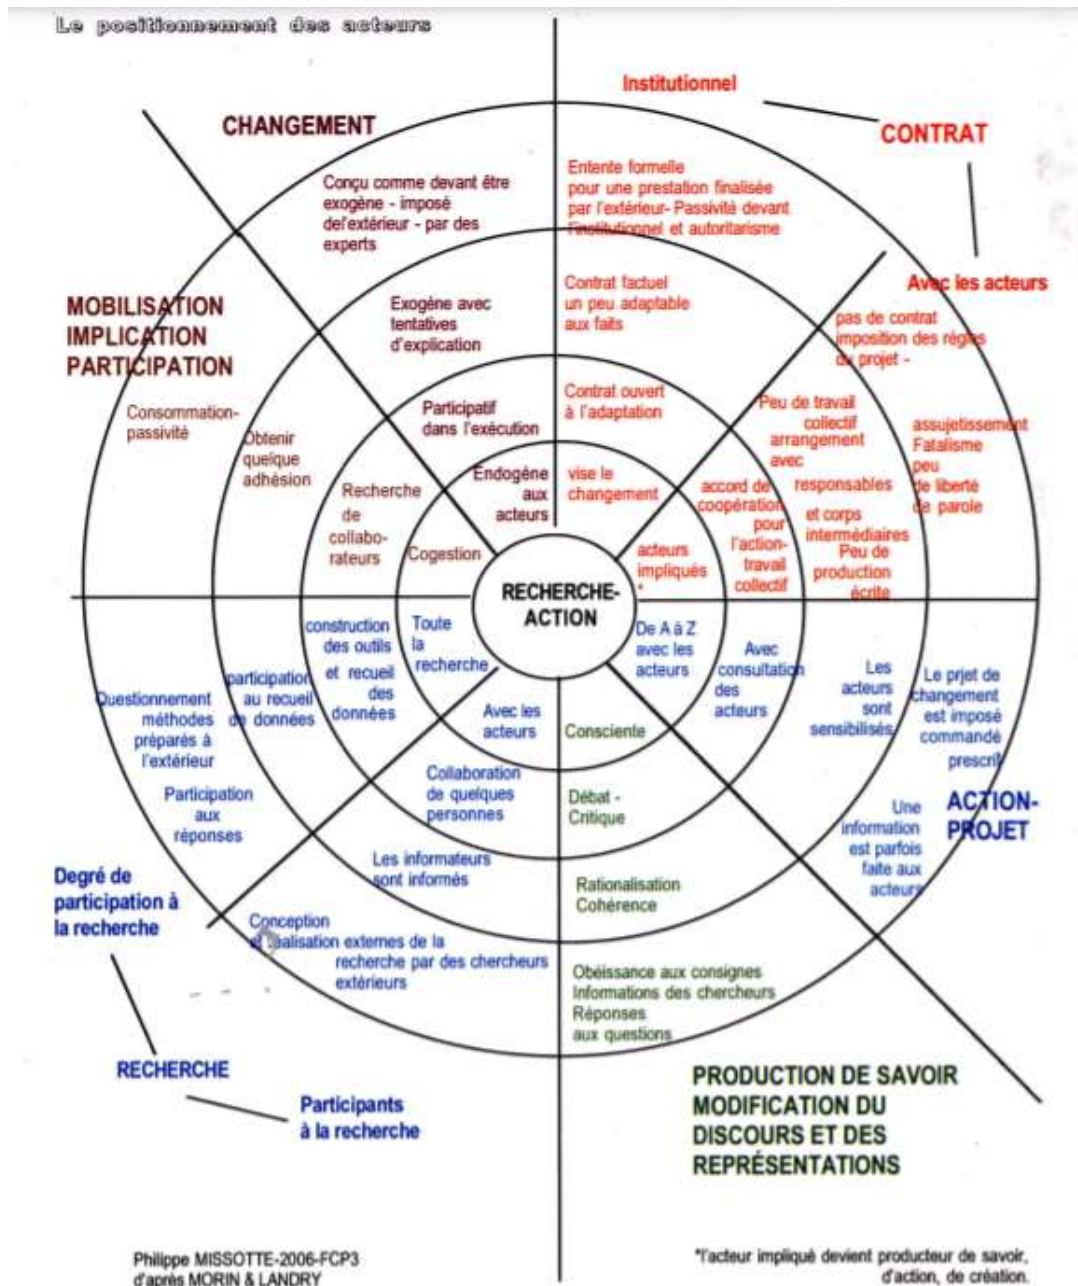 Le positionnement des acteurs
Institutionnel
CHANGEMENT
CONTRAT
Conçu comme devant être
exogène - imposé
del'extérieur - par des
experts
Entente formelle
pour une prestation finalisée
par l'extérieur- Passivité devant
l'institutionnel et autoritarisme
Avec les acteurs
MOBILISATION
IMPLICATION
PARTICIPATION
Exogène avec
tentatives
d'explication
Contrat factuel
un peu adaptable
aux faits
pas de contrat
imposition des règles
du projet -
Consommation-
passivité
Obtenir
quelque
adhésion
Participatif
dans l'exécution
Contrat ouvert
à l'adaptation
Peu de travail
collectif
arrangement
avec
responsables
et corps
intermédiaires
Peu de
production
écrite
assujetissement
Fatalisme
peu
de liberté
de parole
Recherche
de
collabo-
rateurs
Cogestion
Endogène
aux
acteurs
vise le
changement
accord de
coopération
pour
l'action-
travail
collectif
acteurs
impliqués
*
RECHERCHE-
ACTION
construction
des outils
et recueil
des
données
Toute
la
recherche
De A à Z
avec les
acteurs
Avec
consultation
des
acteurs
Les
acteurs
sont
sensibilisés
Le prjet de
changement
est imposé
commandé
prescrit
Questionnement
méthodes
préparés à
l'extérieur
Participation
aux
réponses
participation
au recueil
de données
Avec les
acteurs
Consciente
Collaboration
de quelques
personnes
Débat -
Critique
Une
information
est parfois
faite aux
acteurs
ACTION-
PROJET
Les informateurs
sont informés
Rationalisation
Cohérence
Degré de
participation à
la recherche
Conception
et réalisation externes de la
recherche par des chercheurs
extérieurs
Obéissance aux consignes
Informations des chercheurs
Réponses
aux questions
RECHERCHE
Participants
à la recherche
PRODUCTION DE SAVOIR
MODIFICATION DU
DISCOURS ET DES
REPRÉSENTATIONS
Philippe MISSOTTE-2006-FCP3
d'après MORIN & LANDRY
*l'acteur impliqué devient producteur de savoir,
d'action, de création.